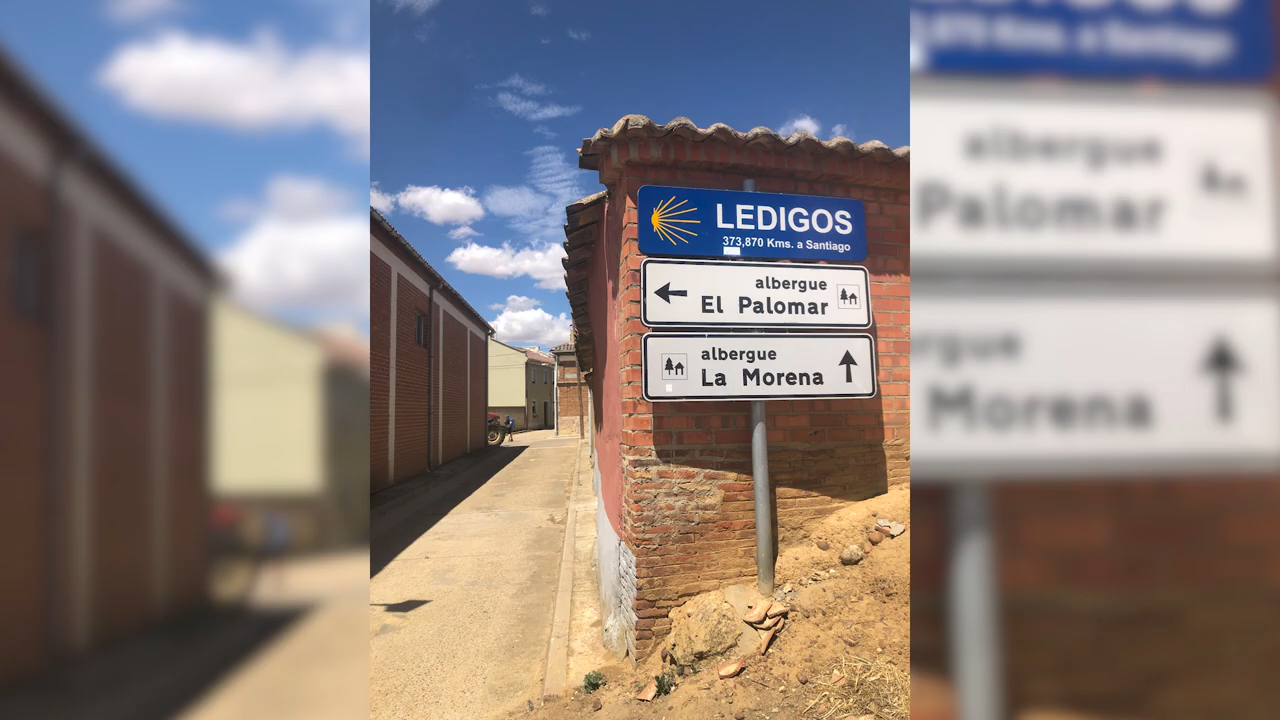 LEDIGOS
373,870 Kms. a Santiago
albergue
El Palomar
albergue
La Morena